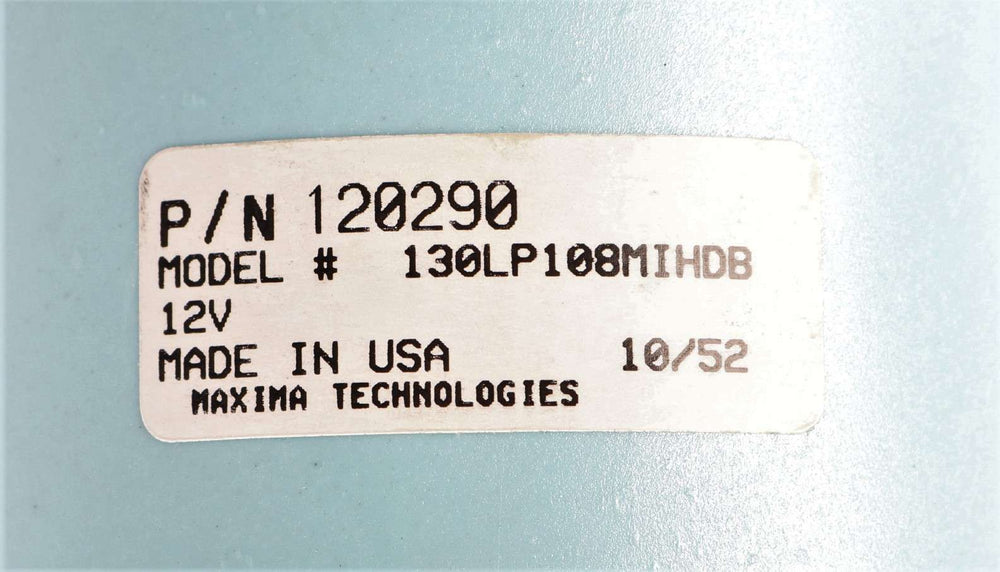 P/N 120290
MODEL # 130LP108MIHDB
12V
MADE IN USA 10/52
MAXIMA TECHNOLOGIES